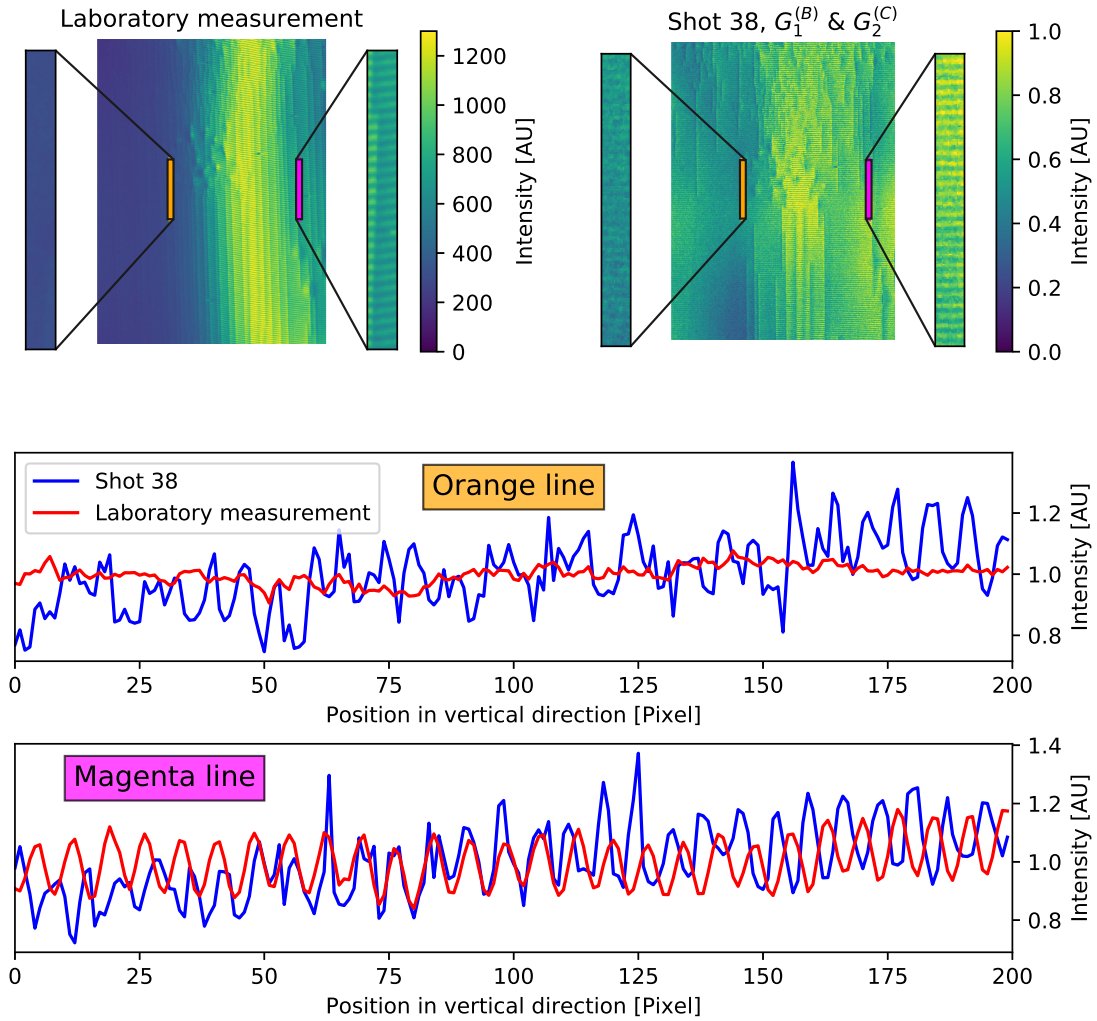 Laboratory measurement
1200
1000
800
600
400
200
0
Intensity [AU]
Shot 38, $G_1^{(B)}$ & $G_2^{(C)}$
1.0
0.8
0.6
0.4
0.2
0.0
Intensity [AU]
Shot 38
Laboratory measurement
Orange line
1.2
1.0
0.8
Intensity [AU]
0 25 50 75 100 125 150 175 200
Position in vertical direction [Pixel]
Magenta line
1.4
1.2
1.0
0.8
Intensity [AU]
0 25 50 75 100 125 150 175 200
Position in vertical direction [Pixel]